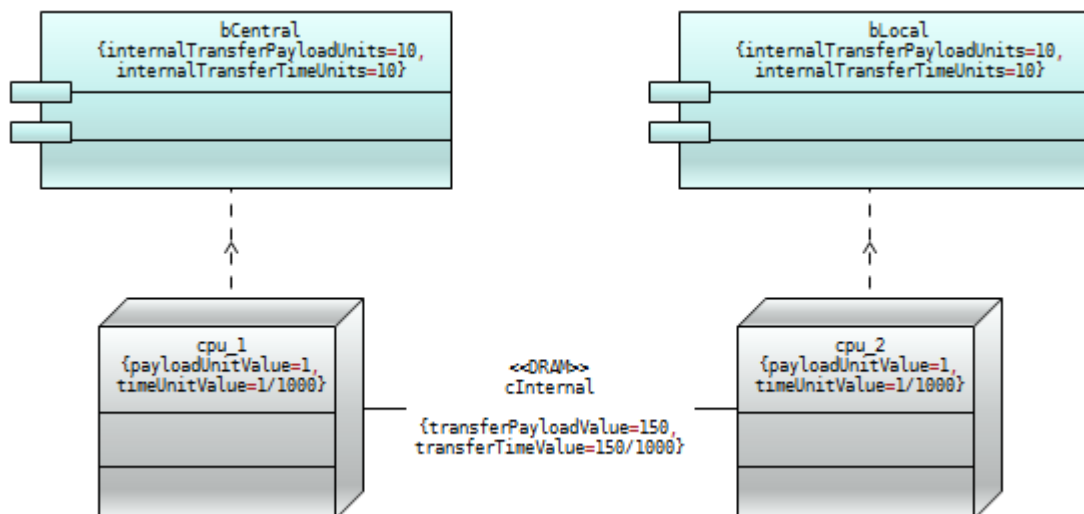 bCentral
{internalTransferPayloadUnits=10,
internalTransferTimeUnits=10}
bLocal
{internalTransferPayloadUnits=10,
internalTransferTimeUnits=10}
cpu_1
{payloadUnitValue=1,
timeUnitValue=1/1000}
<<DRAM>>
cInternal
{transferPayloadValue=150,
transferTimeValue=150/1000}
cpu_2
{payloadUnitValue=1,
timeUnitValue=1/1000}